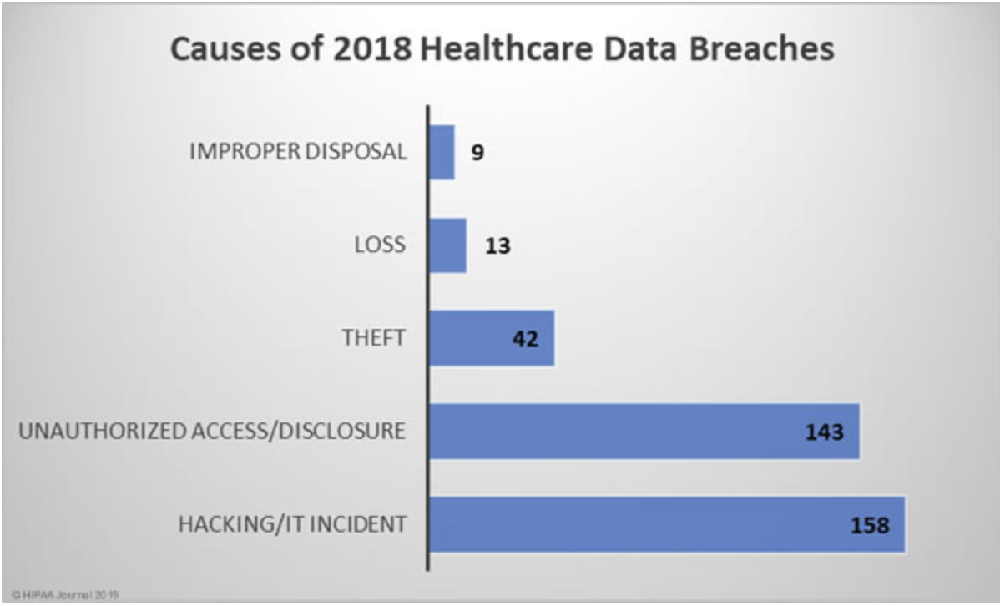 Causes of 2018 Healthcare Data Breaches
IMPROPER DISPOSAL 9
LOSS 13
THEFT 42
UNAUTHORIZED ACCESS/DISCLOSURE 143
HACKING/IT INCIDENT 158
© HIPAA Journal 2019